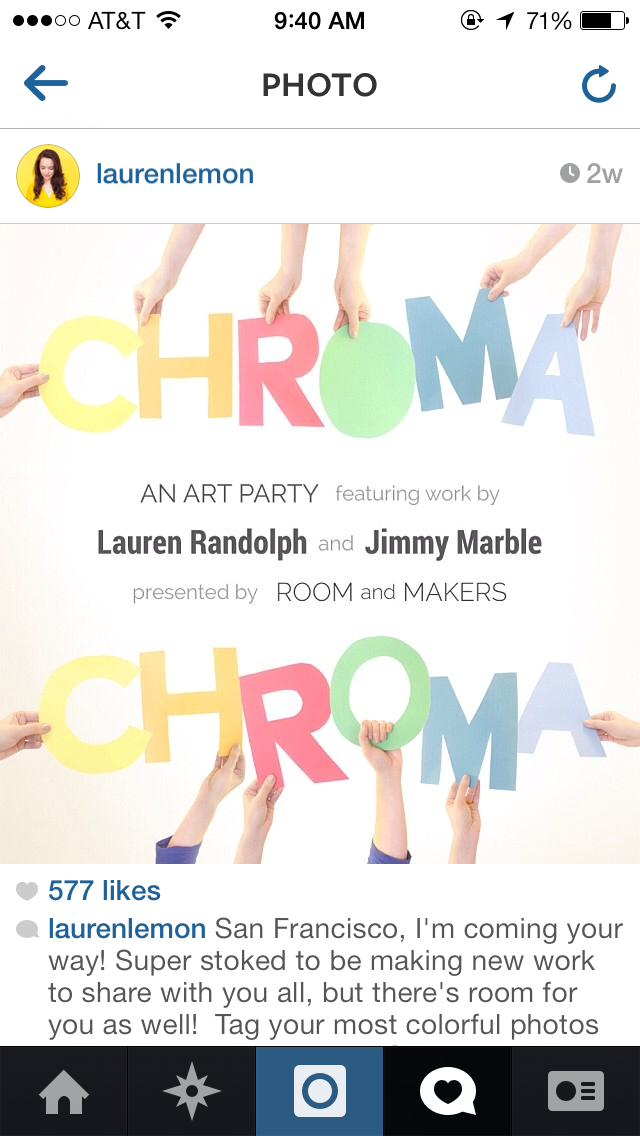 AT&T 9:40 AM 71%
PHOTO
laurenlemon 2w
CHROMA
AN ART PARTY featuring work by
Lauren Randolph and Jimmy Marble
presented by ROOM and MAKERS
CHROMA
577 likes
laurenlemon San Francisco, I'm coming your
way! Super stoked to be making new work
to share with you all, but there's room for
you as well! Tag your most colorful photos